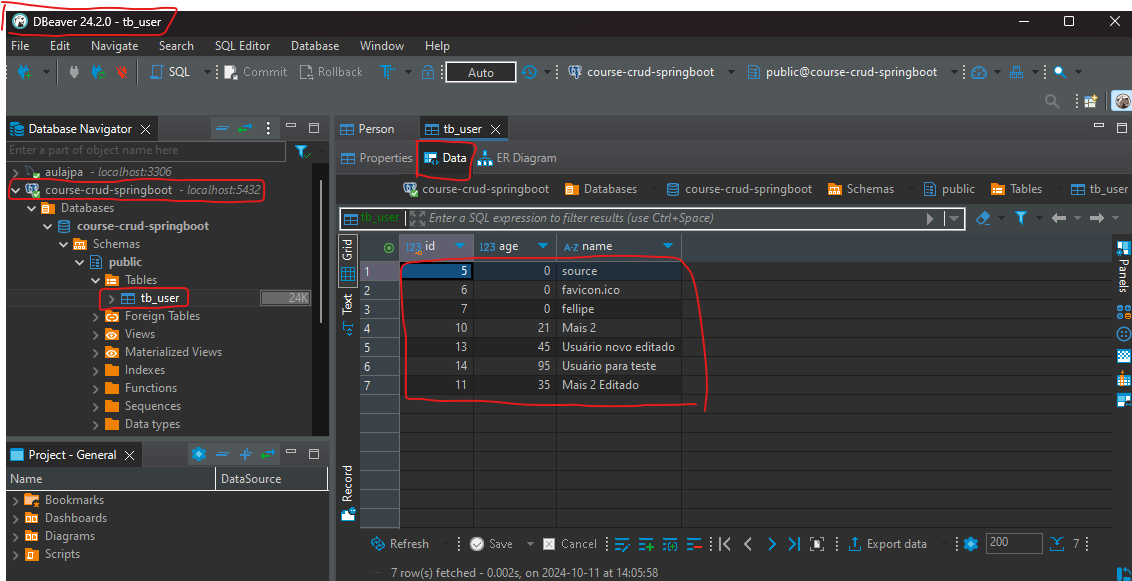 DBeaver 24.2.0 - tb_user
File Edit Navigate Search SQL Editor Database Window Help
SQL Commit Rollback Auto course-crud-springboot public@course-crud-springboot
Database Navigator
Enter a part of object name here
aulajpa - localhost:3306
course-crud-springboot - localhost:5432
Databases
course-crud-springboot
Schemas
public
Tables
tb_user 24K
Foreign Tables
Views
Materialized Views
Indexes
Functions
Sequences
Data types
Project - General
Name DataSource
Bookmarks
Dashboards
Diagrams
Scripts
Person tb_user
Properties Data ER Diagram
course-crud-springboot Databases course-crud-springboot Schemas public Tables tb_user
tb_user Enter a SQL expression to filter results (use Ctrl+Space)
Grid
Text
Record
123 id 123 age A-Z name
1 5 0 source
2 6 0 favicon.ico
3 7 0 fellipe
4 10 21 Mais 2
5 13 45 Usuário novo editado
6 14 95 Usuário para teste
7 11 35 Mais 2 Editado
Panels
Refresh Save Cancel Export data 200 7
7 row(s) fetched - 0.002s, on 2024-10-11 at 14:05:58